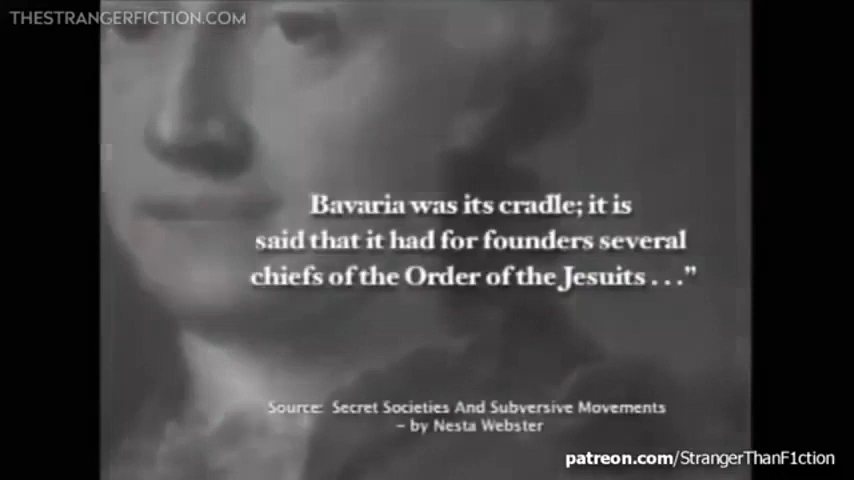 THESTRANGERFICTION.COM
Bavaria was its cradle; it is
said that it had for founders several
chiefs of the Order of the Jesuits . . .”
Source: Secret Societies And Subversive Movements
– by Nesta Webster
patreon.com/StrangerThanF1ction